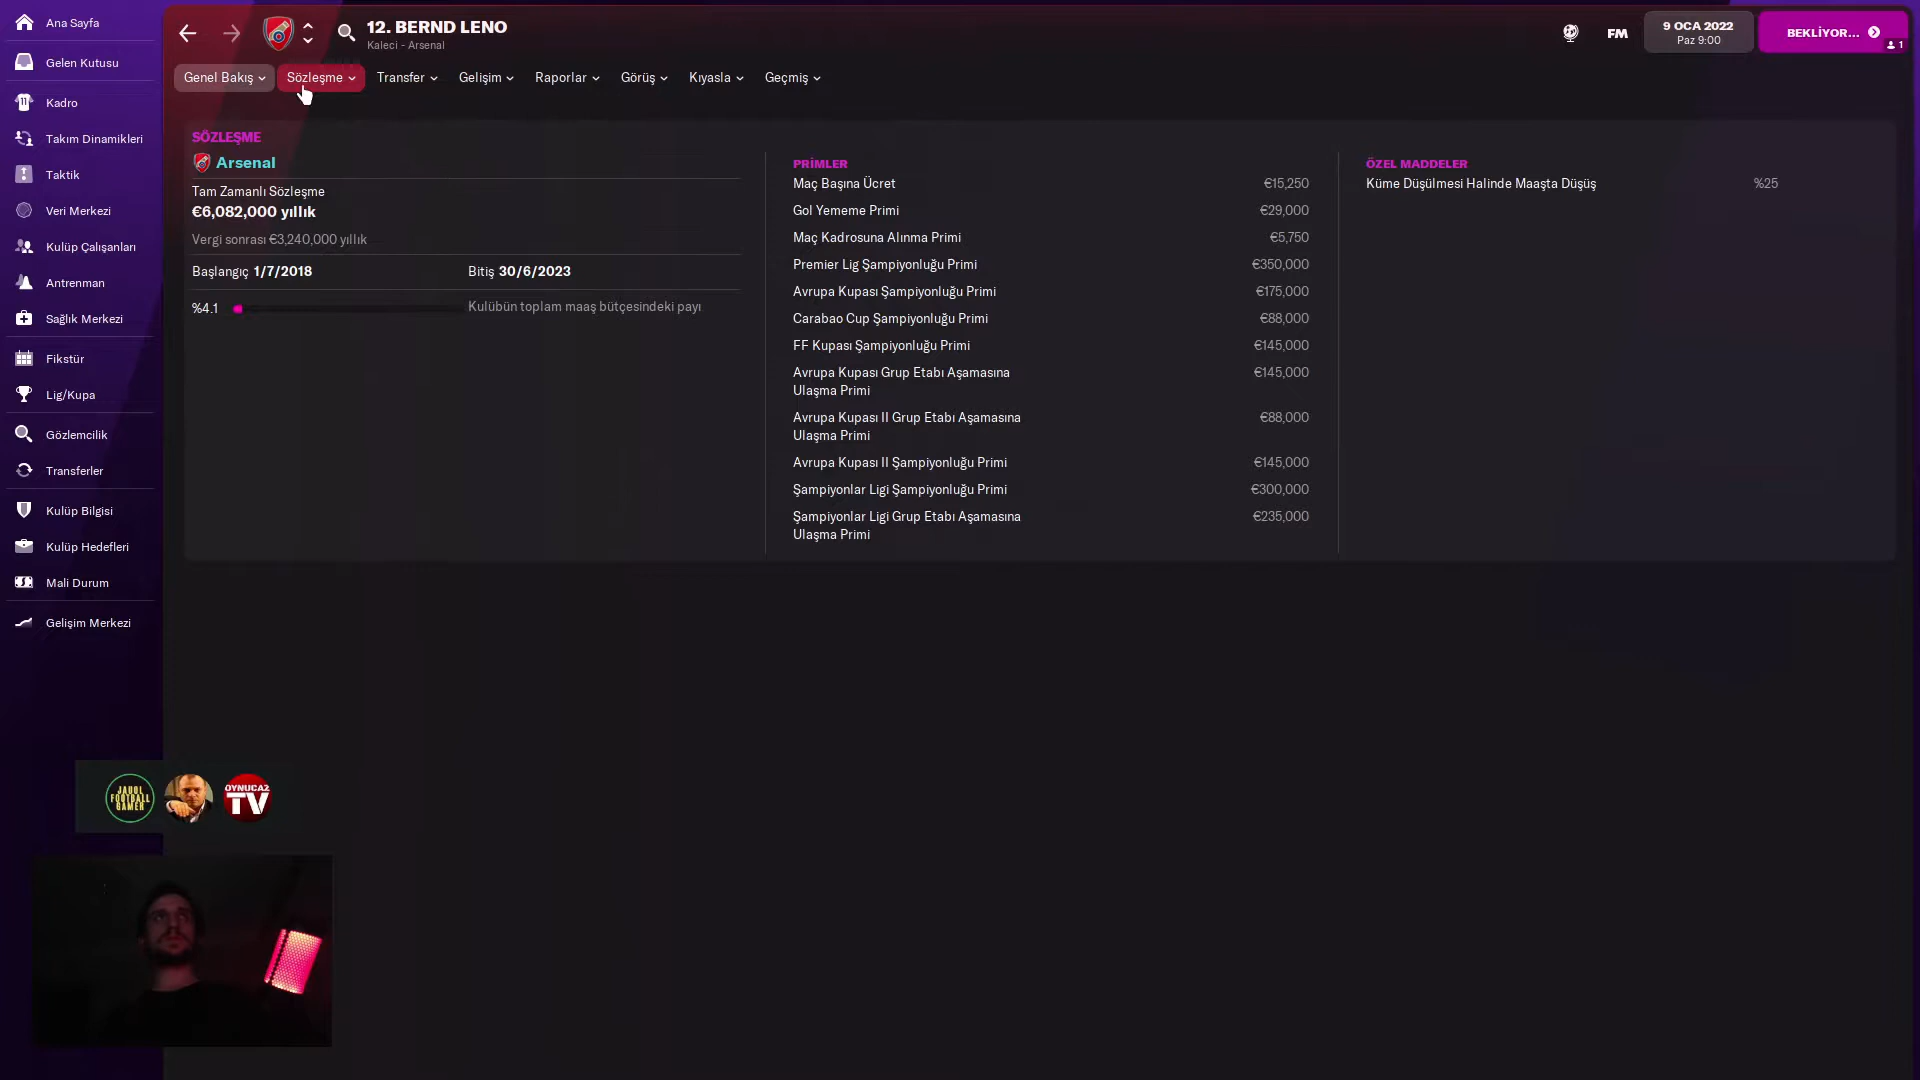 Ana Sayfa
Gelen Kutusu
Kadro
Takım Dinamikleri
Taktik
Veri Merkezi
Kulüp Çalışanları
Antrenman
Sağlık Merkezi
Fikstür
Lig/Kupa
Gözlemcilik
Transferler
Kulüp Bilgisi
Kulüp Hedefleri
Mali Durum
Gelişim Merkezi
12. BERND LENO
Kaleci - Arsenal
FM
9 OCA 2022
Paz 9:00
BEKLİYOR...
1
Genel Bakış
Sözleşme
Transfer
Gelişim
Raporlar
Görüş
Kıyasla
Geçmiş
SÖZLEŞME
Arsenal
Tam Zamanlı Sözleşme
€6,082,000 yıllık
Vergi sonrası €3,240,000 yıllık
Başlangıç 1/7/2018
Bitiş 30/6/2023
%4.1
Kulübün toplam maaş bütçesindeki payı
PRİMLER
Maç Başına Ücret €15,250
Gol Yememe Primi €29,000
Maç Kadrosuna Alınma Primi €5,750
Premier Lig Şampiyonluğu Primi €350,000
Avrupa Kupası Şampiyonluğu Primi €175,000
Carabao Cup Şampiyonluğu Primi €88,000
FF Kupası Şampiyonluğu Primi €145,000
Avrupa Kupası Grup Etabı Aşamasına €145,000
Ulaşma Primi
Avrupa Kupası II Grup Etabı Aşamasına €88,000
Ulaşma Primi
Avrupa Kupası II Şampiyonluğu Primi €145,000
Şampiyonlar Ligi Şampiyonluğu Primi €300,000
Şampiyonlar Ligi Grup Etabı Aşamasına €235,000
Ulaşma Primi
ÖZEL MADDELER
Küme Düşülmesi Halinde Maaşta Düşüş %25
JAUOL
FOOTBALL
GAMER
OYNUCAZ
TV